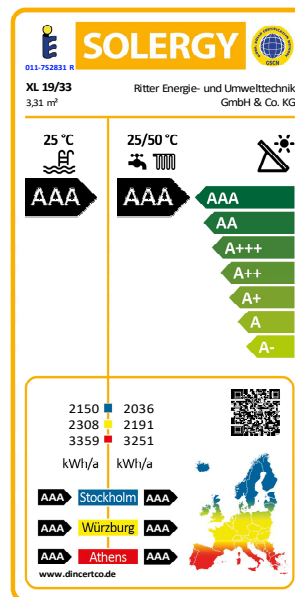 SOLERGY
011-7S2831 R
XL 19/33
3,31 m²
Ritter Energie- und Umwelttechnik
GmbH & Co. KG
25 °C
25/50 °C
AAA
AAA
AAA
AA
A+++
A++
A+
A
A-
2150 2036
2308 2191
3359 3251
kWh/a kWh/a
AAA Stockholm AAA
AAA Würzburg AAA
AAA Athens AAA
www.dincertco.de